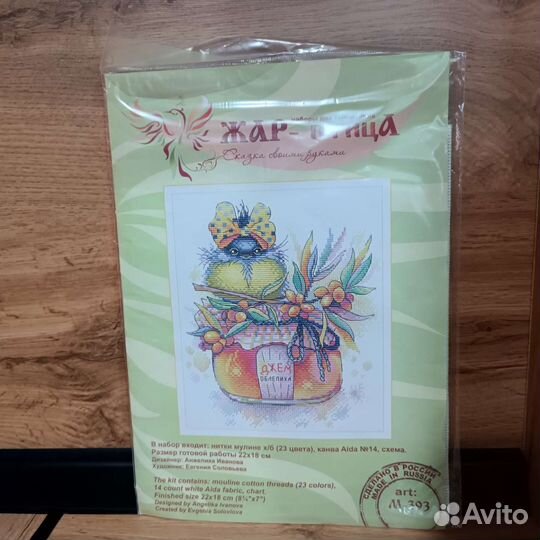 ЖАР-ПТИЦА
Сказка своими руками
ДЖЕМ
ОБЛЕПИХА
В набор входит: нитки мулине х/б (23 цвета), канва Aida №14, схема.
Размер готовой работы 22х18 см
Дизайнер: Анжелика Иванова
Художник: Евгения Соловьева
The kit contains: mouline cotton threads (23 colors),
14 count white Aida fabric, chart.
Finished size 22x18 cm (8¾"x7")
Designed by Angelika Ivanova
Created by Evgenia Soloviova
СДЕЛАНО В РОССИИ
MADE IN RUSSIA
art:
M-393
Avito